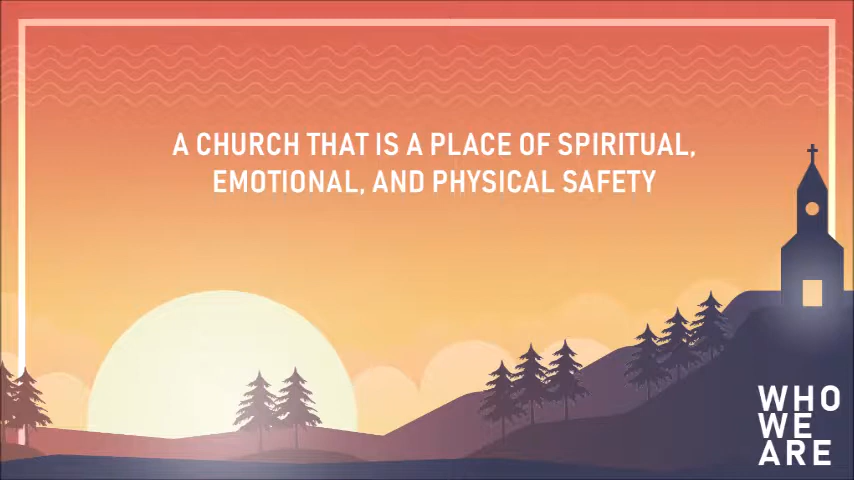 A CHURCH THAT IS A PLACE OF SPIRITUAL,
EMOTIONAL, AND PHYSICAL SAFETY
WHO
WE
ARE